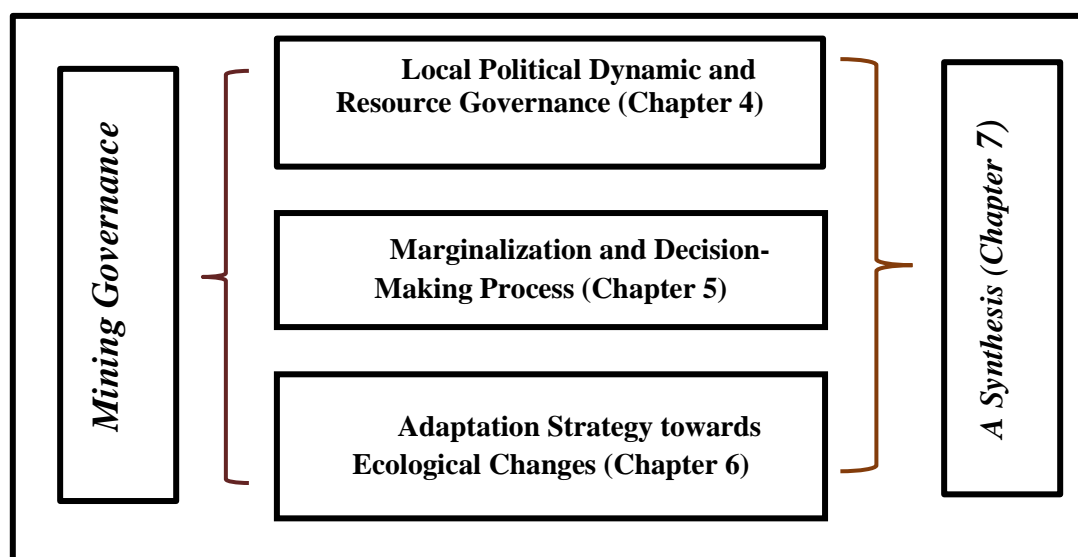 Mining Governance
Local Political Dynamic and
Resource Governance (Chapter 4)
Marginalization and Decision-
Making Process (Chapter 5)
Adaptation Strategy towards
Ecological Changes (Chapter 6)
A Synthesis (Chapter 7)